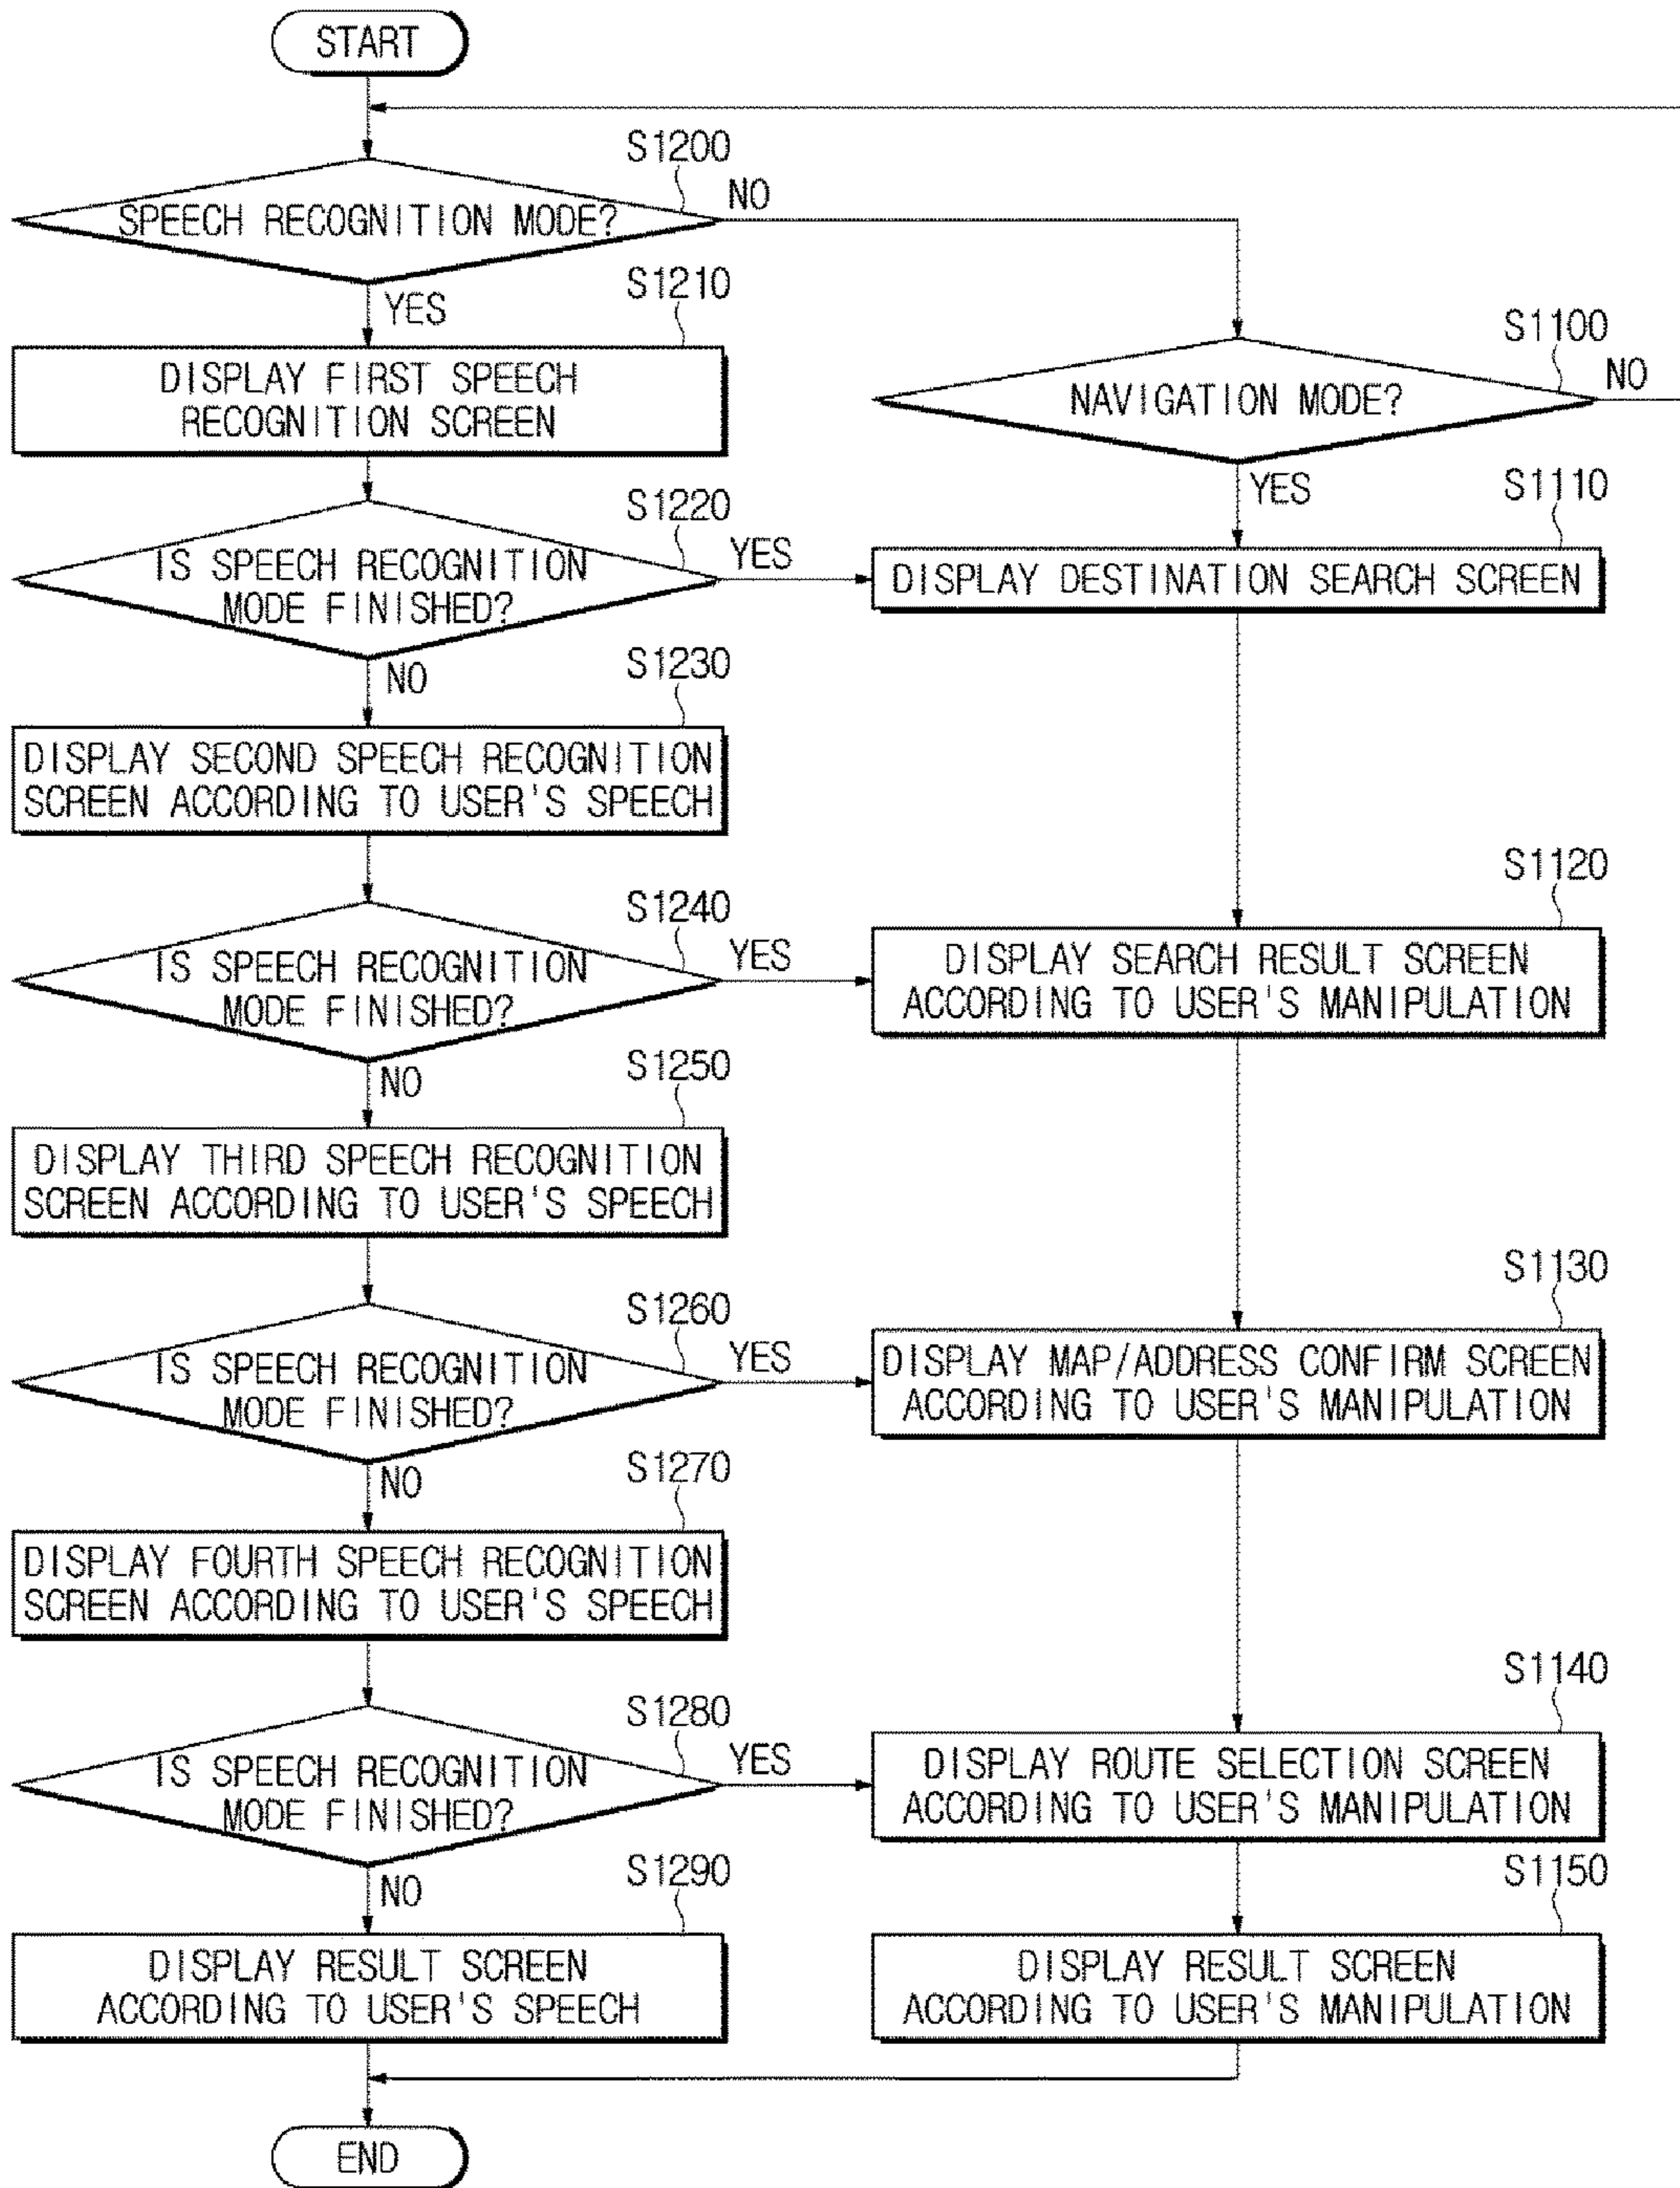 START
S1200
SPEECH RECOGNITION MODE?
NO
YES
S1210
DISPLAY FIRST SPEECH
RECOGNITION SCREEN
S1100
NAVIGATION MODE?
NO
YES
S1220
IS SPEECH RECOGNITION
MODE FINISHED?
YES
NO
S1110
DISPLAY DESTINATION SEARCH SCREEN
S1230
DISPLAY SECOND SPEECH RECOGNITION
SCREEN ACCORDING TO USER'S SPEECH
S1240
IS SPEECH RECOGNITION
MODE FINISHED?
YES
NO
S1120
DISPLAY SEARCH RESULT SCREEN
ACCORDING TO USER'S MANIPULATION
S1250
DISPLAY THIRD SPEECH RECOGNITION
SCREEN ACCORDING TO USER'S SPEECH
S1260
IS SPEECH RECOGNITION
MODE FINISHED?
YES
NO
S1130
DISPLAY MAP/ADDRESS CONFIRM SCREEN
ACCORDING TO USER'S MANIPULATION
S1270
DISPLAY FOURTH SPEECH RECOGNITION
SCREEN ACCORDING TO USER'S SPEECH
S1280
IS SPEECH RECOGNITION
MODE FINISHED?
YES
NO
S1140
DISPLAY ROUTE SELECTION SCREEN
ACCORDING TO USER'S MANIPULATION
S1290
DISPLAY RESULT SCREEN
ACCORDING TO USER'S SPEECH
S1150
DISPLAY RESULT SCREEN
ACCORDING TO USER'S MANIPULATION
END